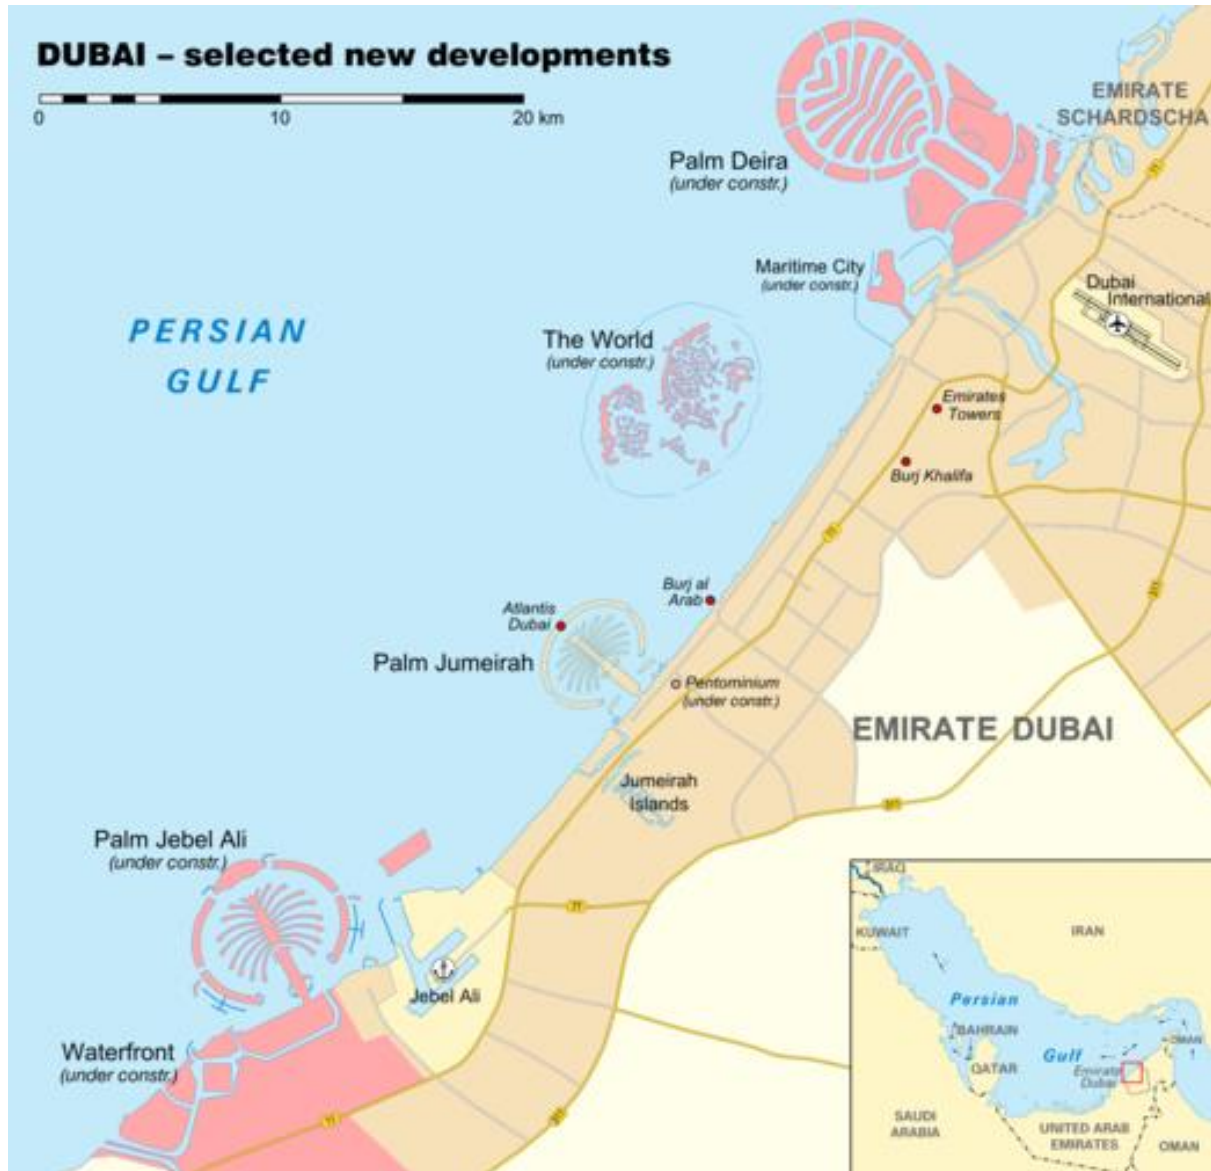 DUBAI – selected new developments
0 10 20 km
EMIRATE
SCHARDSCHA
Palm Deira
(under constr.)
Maritime City
(under constr.)
Dubai
International
PERSIAN
GULF
The World
(under constr.)
Emirates
Towers
Burj Khalifa
Burj al
Arab
Atlantis
Dubai
Palm Jumeirah
Pentominium
(under constr.)
EMIRATE DUBAI
Jumeirah
Islands
Palm Jebel Ali
(under constr.)
Jebel Ali
Waterfront
(under constr.)
IRAQ
KUWAIT
IRAN
Persian
Gulf
BAHRAIN
QATAR
OMAN
Emirate
Dubai
SAUDI
ARABIA
UNITED ARAB
EMIRATES
OMAN